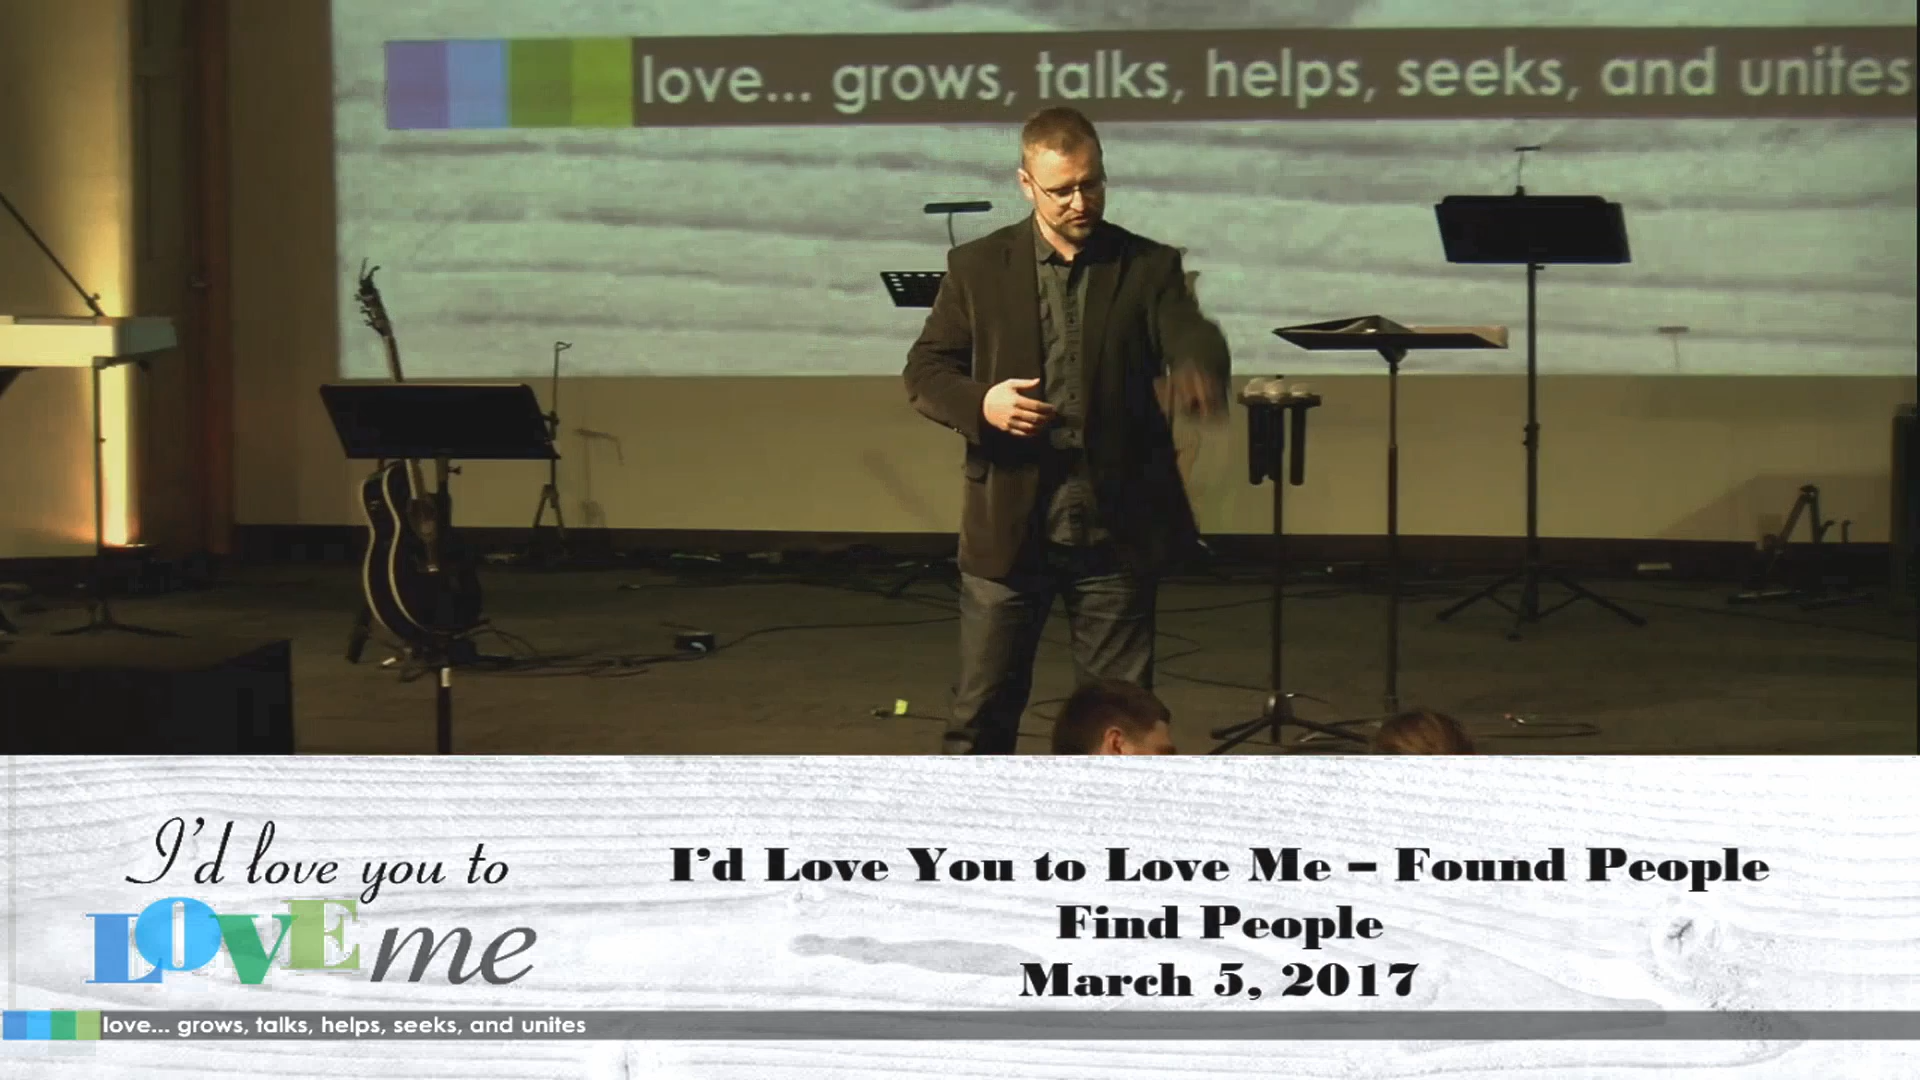 love... grows, talks, helps, seeks, and unites
I'd love you to
LOVE me
I'd Love You to Love Me – Found People
Find People
March 5, 2017
love... grows, talks, helps, seeks, and unites